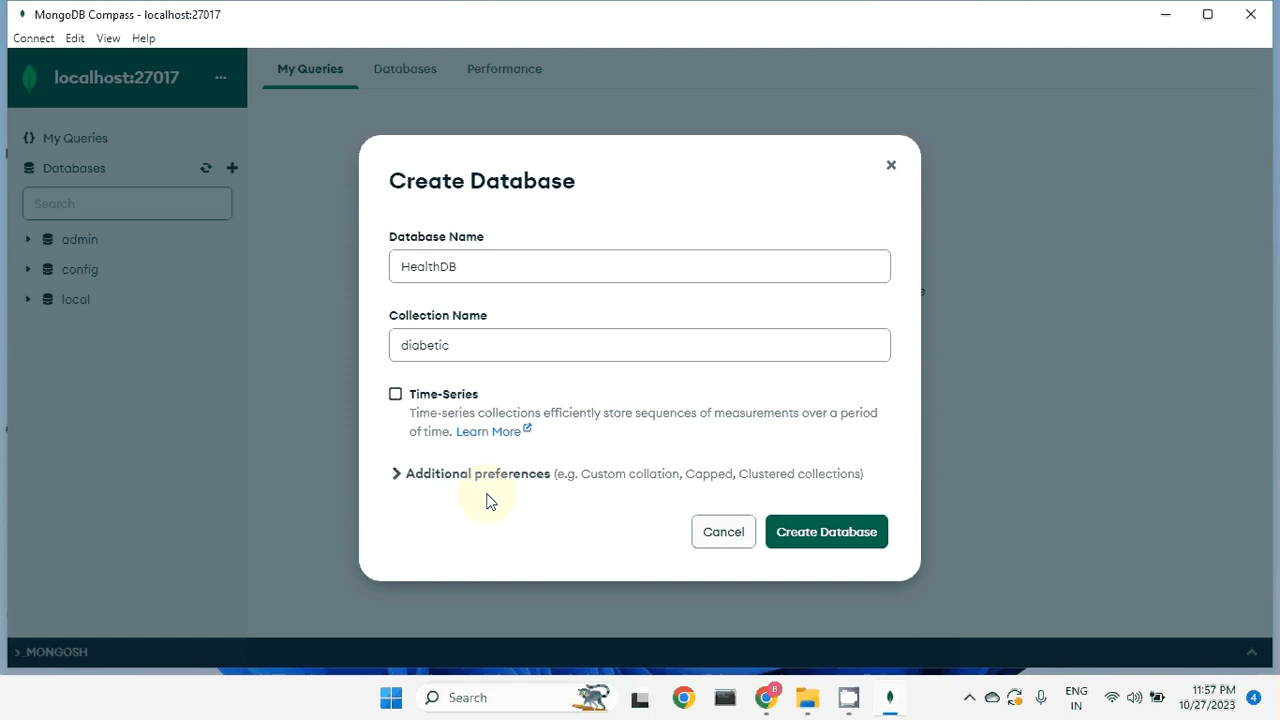 MongoDB Compass - localhost:27017
Connect Edit View Help
localhost:27017 ...
My Queries Databases Performance
{} My Queries
Databases
Search
admin
config
local
Create Database
Database Name
HealthDB
Collection Name
diabetic
Time-Series
Time-series collections efficiently store sequences of measurements over a period
of time. Learn More
Additional preferences (e.g. Custom collation, Capped, Clustered collections)
Cancel Create Database
>_MONGOSH
Search
B
ENG
IN
11:57 PM
10/27/2023
4